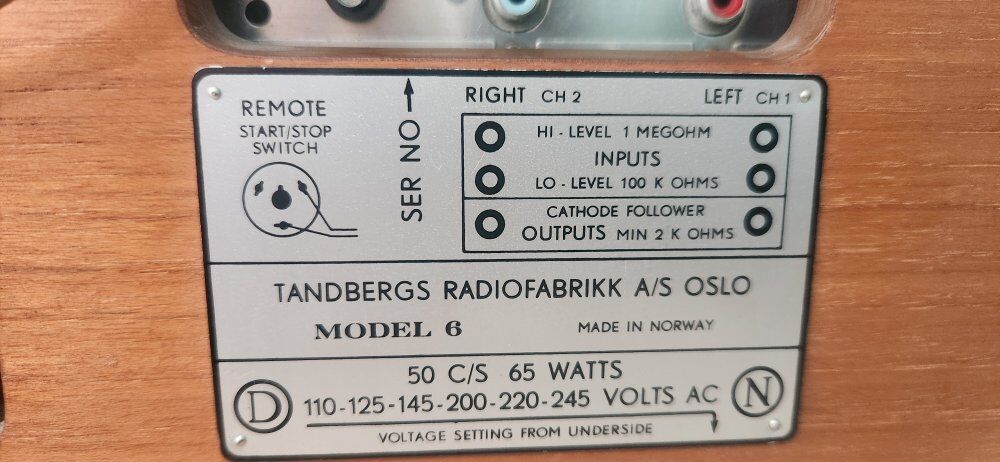 REMOTE
START/STOP
SWITCH
SER NO
RIGHT CH 2
LEFT CH 1
HI - LEVEL 1 MEGOHM
INPUTS
LO - LEVEL 100 K OHMS
CATHODE FOLLOWER
OUTPUTS MIN 2 K OHMS
TANDBERGS RADIOFABRIKK A/S OSLO
MODEL 6
MADE IN NORWAY
50 C/S 65 WATTS
D
110-125-145-200-220-245 VOLTS AC
N
VOLTAGE SETTING FROM UNDERSIDE